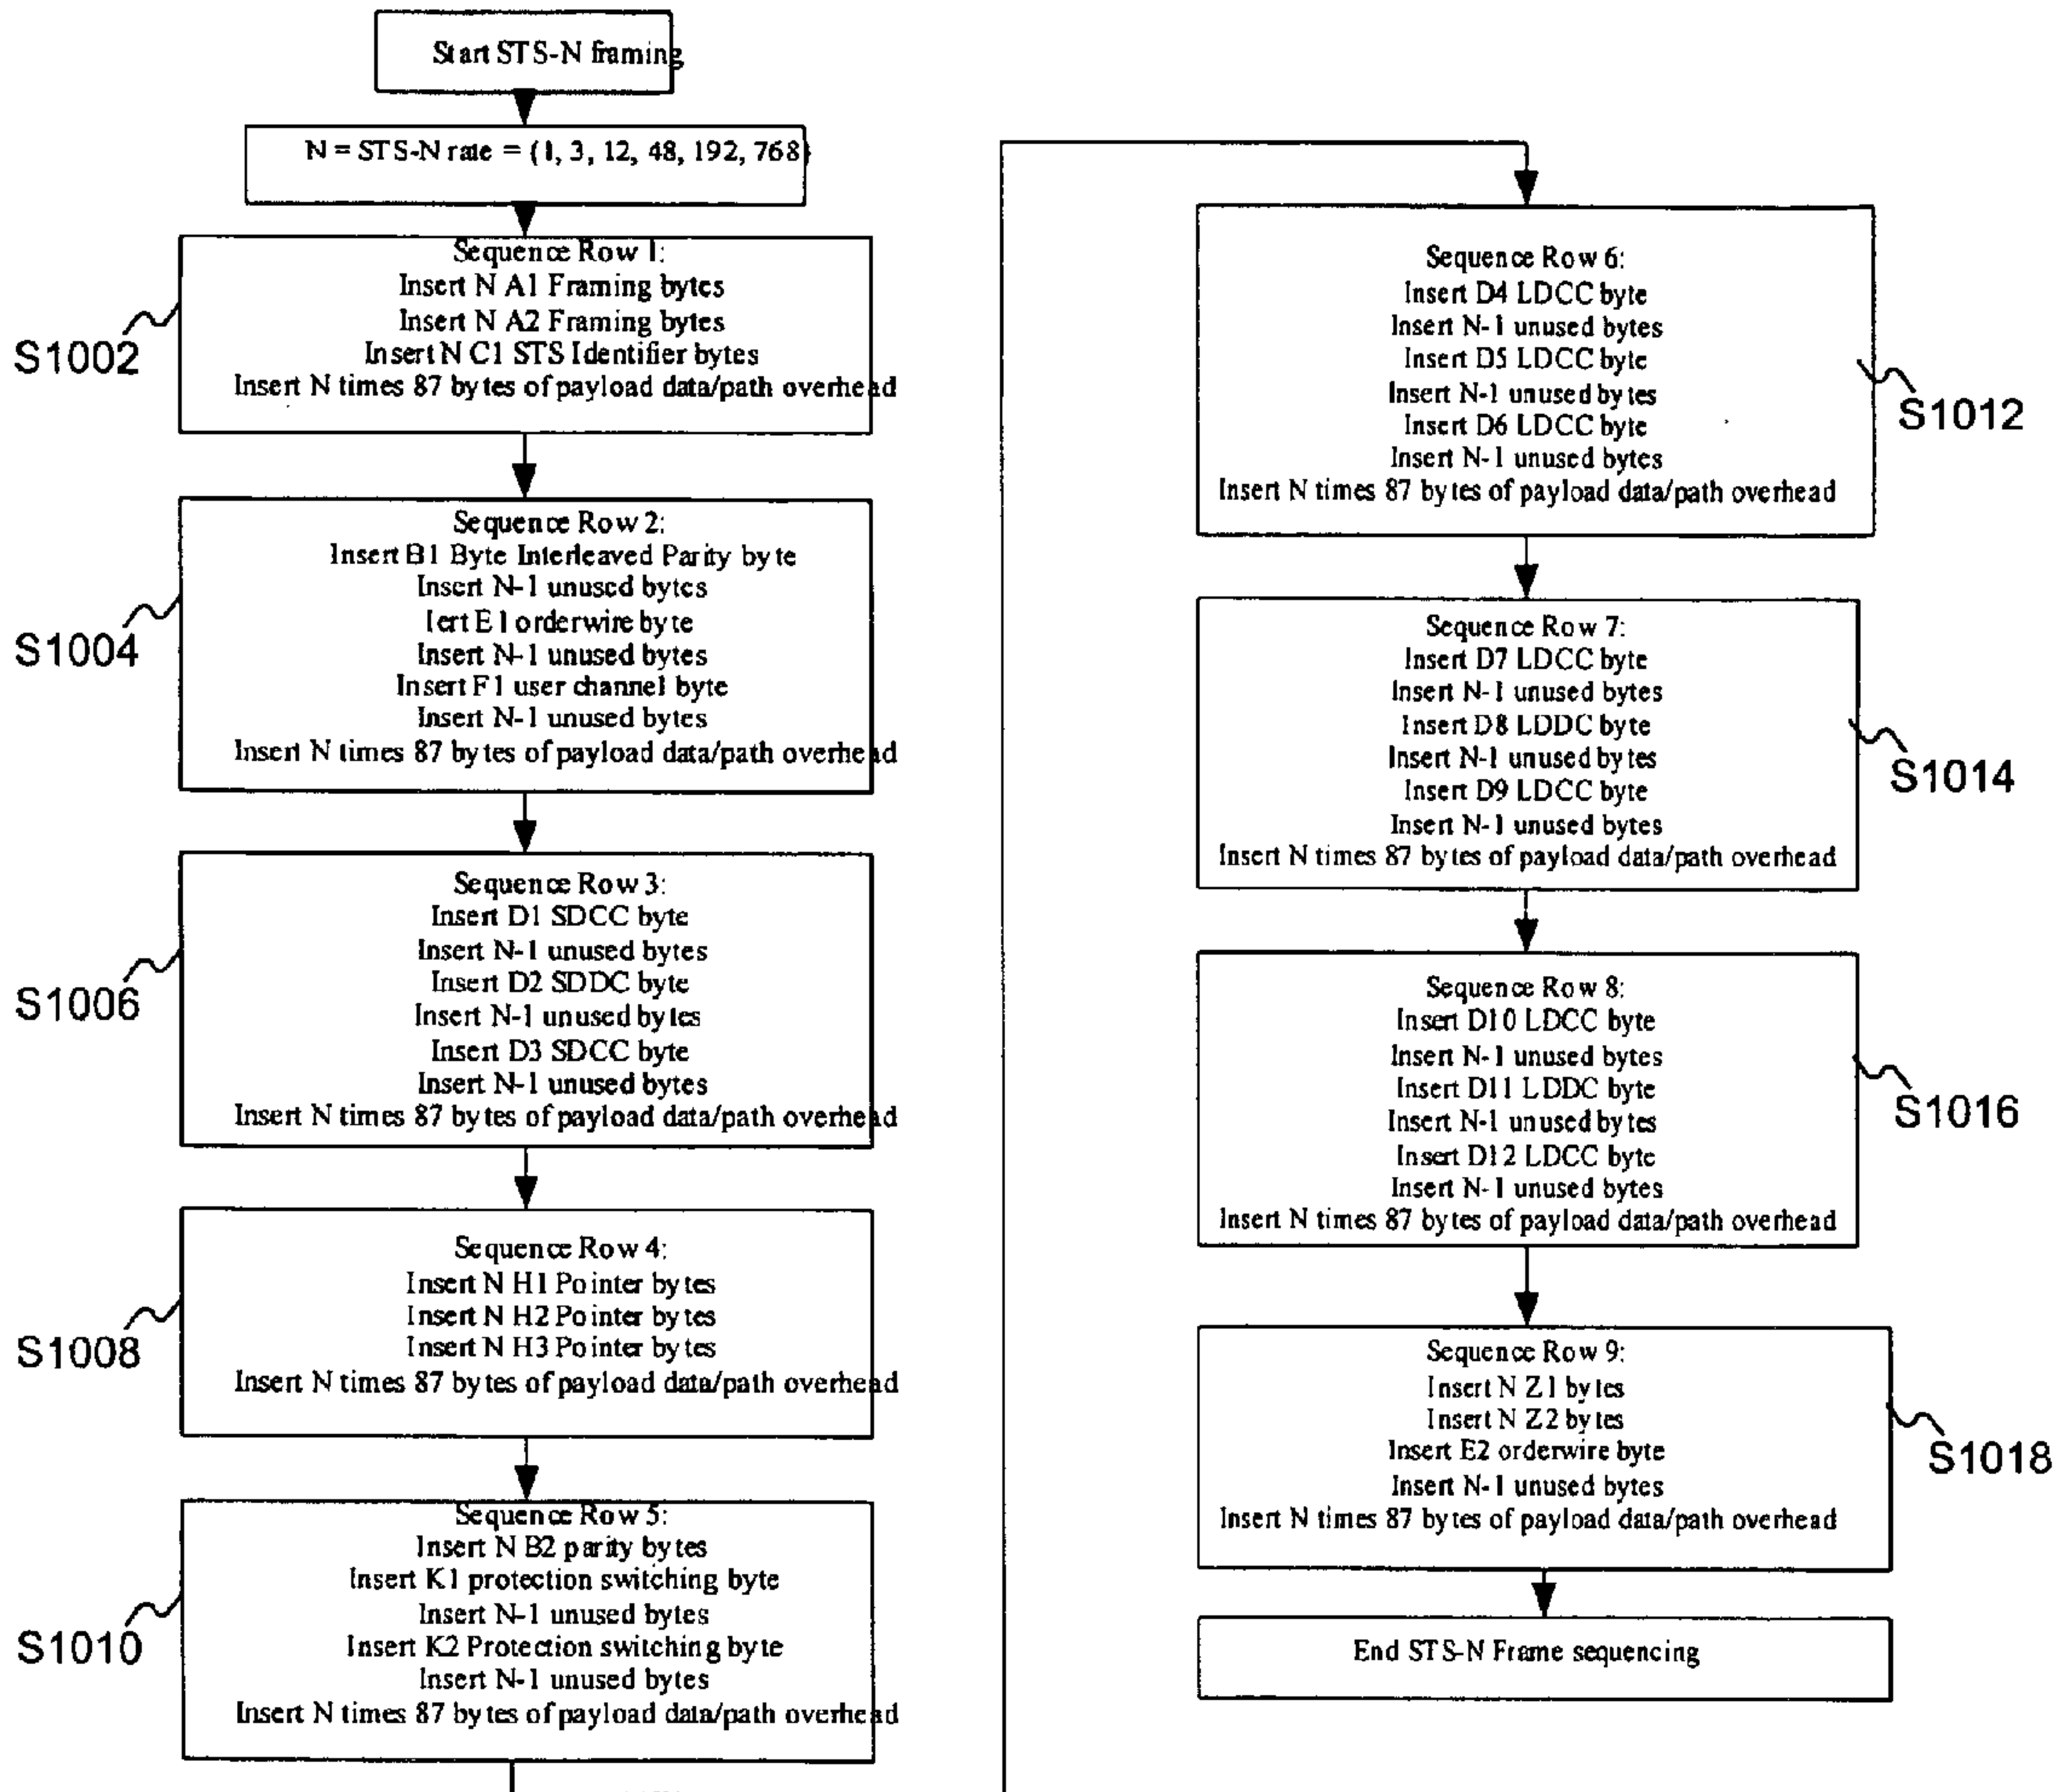 Start STS-N framing
N = STS-N rate = {1, 3, 12, 48, 192, 768}
Sequence Row 1:
Insert N A1 Framing bytes
Insert N A2 Framing bytes
Insert N C1 STS Identifier bytes
Insert N times 87 bytes of payload data/path overhead
S1002
Sequence Row 2:
Insert B1 Byte Interleaved Parity byte
Insert N-1 unused bytes
Iert E1 orderwire byte
Insert N-1 unused bytes
Insert F1 user channel byte
Insert N-1 unused bytes
Insert N times 87 bytes of payload data/path overhead
S1004
Sequence Row 3:
Insert D1 SDCC byte
Insert N-1 unused bytes
Insert D2 SDDC byte
Insert N-1 unused bytes
Insert D3 SDCC byte
Insert N-1 unused bytes
Insert N times 87 bytes of payload data/path overhead
S1006
Sequence Row 4:
Insert N H1 Pointer bytes
Insert N H2 Pointer bytes
Insert N H3 Pointer bytes
Insert N times 87 bytes of payload data/path overhead
S1008
Sequence Row 5:
Insert N B2 parity bytes
Insert K1 protection switching byte
Insert N-1 unused bytes
Insert K2 Protection switching byte
Insert N-1 unused bytes
Insert N times 87 bytes of payload data/path overhead
S1010
Sequence Row 6:
Insert D4 LDCC byte
Insert N-1 unused bytes
Insert D5 LDCC byte
Insert N-1 unused bytes
Insert D6 LDCC byte
Insert N-1 unused bytes
Insert N times 87 bytes of payload data/path overhead
S1012
Sequence Row 7:
Insert D7 LDCC byte
Insert N-1 unused bytes
Insert D8 LDDC byte
Insert N-1 unused bytes
Insert D9 LDCC byte
Insert N-1 unused bytes
Insert N times 87 bytes of payload data/path overhead
S1014
Sequence Row 8:
Insert D10 LDCC byte
Insert N-1 unused bytes
Insert D11 LDDC byte
Insert N-1 unused bytes
Insert D12 LDCC byte
Insert N-1 unused bytes
Insert N times 87 bytes of payload data/path overhead
S1016
Sequence Row 9:
Insert N Z1 bytes
Insert N Z2 bytes
Insert E2 orderwire byte
Insert N-1 unused bytes
Insert N times 87 bytes of payload data/path overhead
S1018
End STS-N Frame sequencing